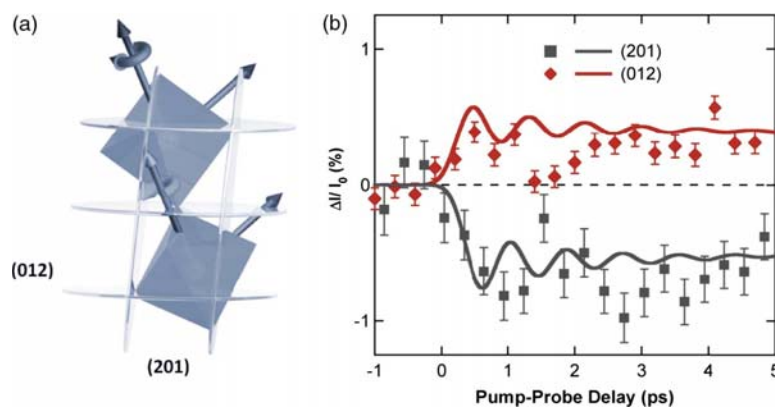 (a)
(012)
(201)
(b)
(201)
(012)
ΔI/ I₀ (%)
1
0
-1
-1 0 1 2 3 4 5
Pump-Probe Delay (ps)